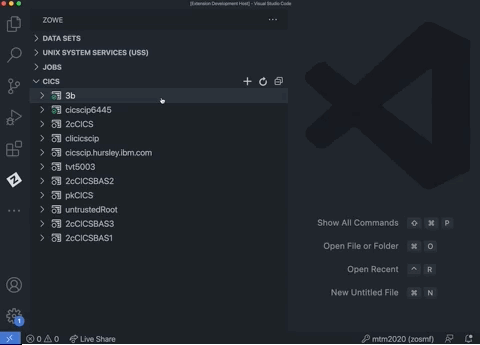 [Extension Development Host] - Visual Studio Code
ZOWE
DATA SETS
UNIX SYSTEM SERVICES (USS)
JOBS
CICS
3b
cicscip6445
2cCICS
clicicscip
cicscip.hursley.ibm.com
tvt5003
2cCICSBAS2
pkCICS
untrustedRoot
2cCICSBAS3
2cCICSBAS1
Show All Commands ⇧ ⌘ P
Open File or Folder ⌘ O
Open Recent ^ R
New Untitled File ⌘ N
1
0 0 Live Share
mtm2020 (zosmf)